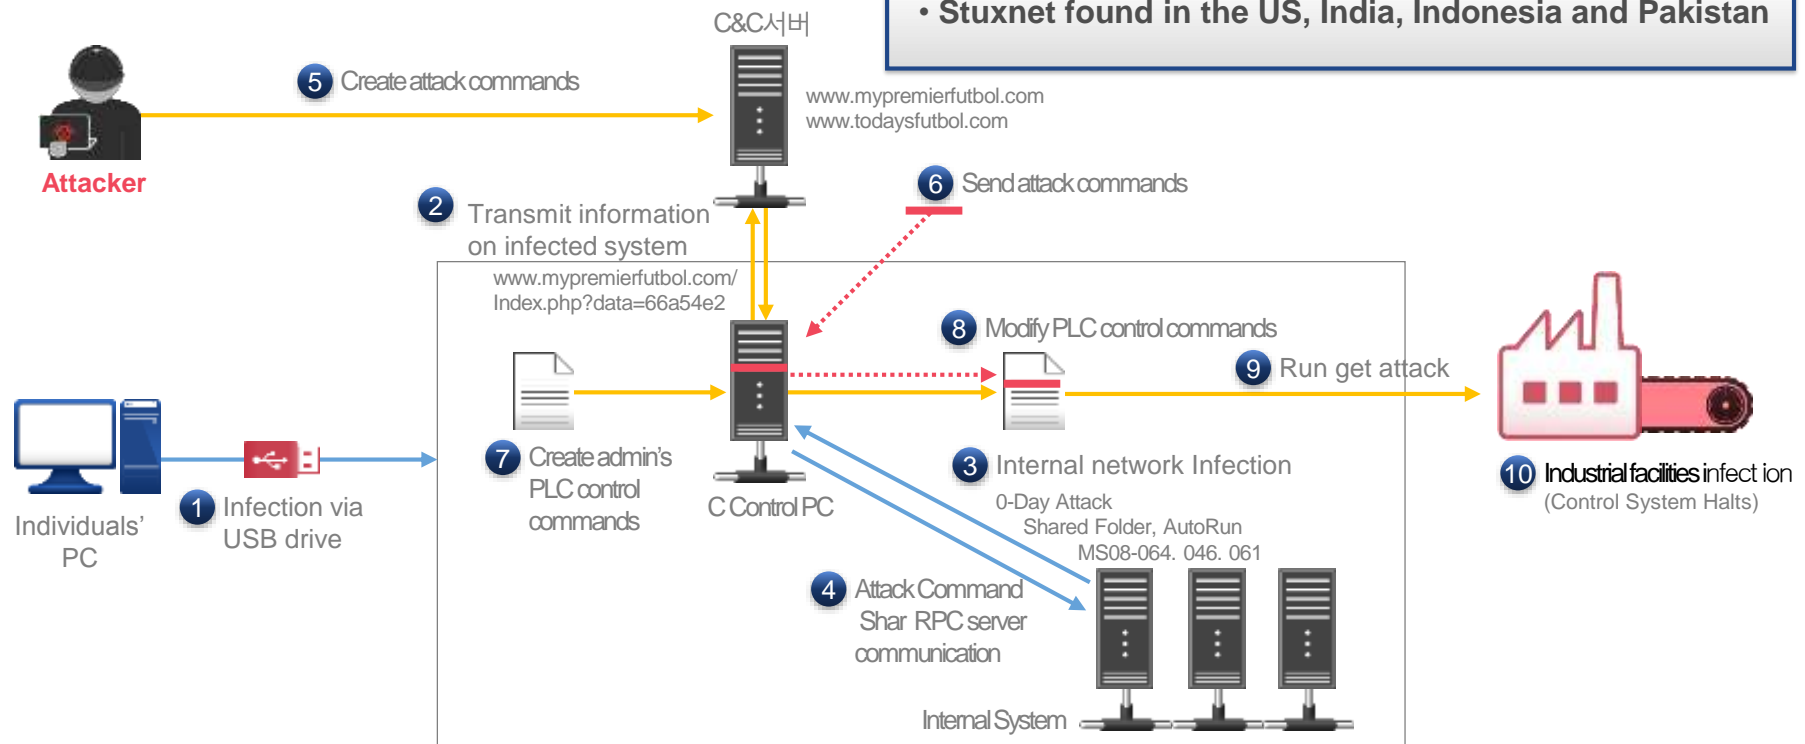 • Stuxnet found in the US, India, Indonesia and Pakistan
C&C서버
5 Create attack commands
www.mypremierfutbol.com
www.todaysfutbol.com
Attacker
6 Send attack commands
2 Transmit information
on infected system
www.mypremierfutbol.com/
Index.php?data=66a54e2
8 Modify PLC control commands
9 Run get attack
7 Create admin's
PLC control
commands
C Control PC
3 Internal network Infection
0-Day Attack
Shared Folder, AutoRun
MS08-064. 046. 061
10 Industrial facilities infect ion
(Control System Halts)
1 Infection via
USB drive
Individuals'
PC
4 Attack Command
Shar RPC server
communication
Internal System